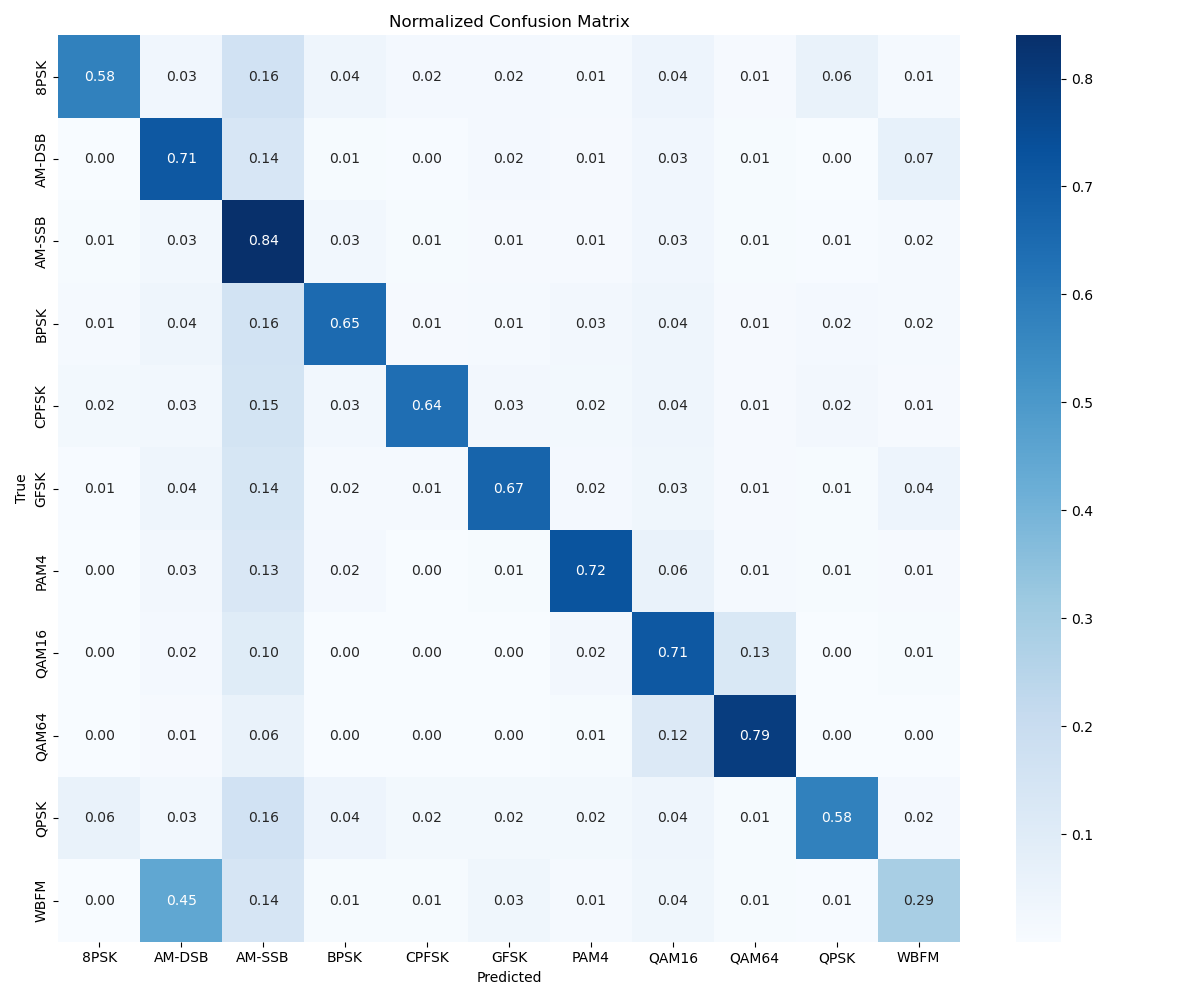 Normalized Confusion Matrix
8PSK 0.58 0.03 0.16 0.04 0.02 0.02 0.01 0.04 0.01 0.06 0.01
AM-DSB 0.00 0.71 0.14 0.01 0.00 0.02 0.01 0.03 0.01 0.00 0.07
AM-SSB 0.01 0.03 0.84 0.03 0.01 0.01 0.01 0.03 0.01 0.01 0.02
BPSK 0.01 0.04 0.16 0.65 0.01 0.01 0.03 0.04 0.01 0.02 0.02
CPFSK 0.02 0.03 0.15 0.03 0.64 0.03 0.02 0.04 0.01 0.02 0.01
GFSK 0.01 0.04 0.14 0.02 0.01 0.67 0.02 0.03 0.01 0.01 0.04
PAM4 0.00 0.03 0.13 0.02 0.00 0.01 0.72 0.06 0.01 0.01 0.01
QAM16 0.00 0.02 0.10 0.00 0.00 0.00 0.02 0.71 0.13 0.00 0.01
QAM64 0.00 0.01 0.06 0.00 0.00 0.00 0.01 0.12 0.79 0.00 0.00
QPSK 0.06 0.03 0.16 0.04 0.02 0.02 0.02 0.04 0.01 0.58 0.02
WBFM 0.00 0.45 0.14 0.01 0.01 0.03 0.01 0.04 0.01 0.01 0.29
8PSK AM-DSB AM-SSB BPSK CPFSK GFSK PAM4 QAM16 QAM64 QPSK WBFM
Predicted
True
0.8
0.7
0.6
0.5
0.4
0.3
0.2
0.1